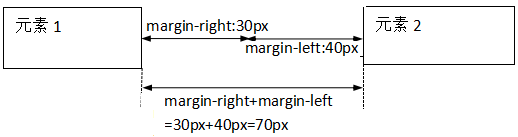 元素 1
margin-right:30px
元素 2
margin-left:40px
margin-right+margin-left
=30px+40px=70px